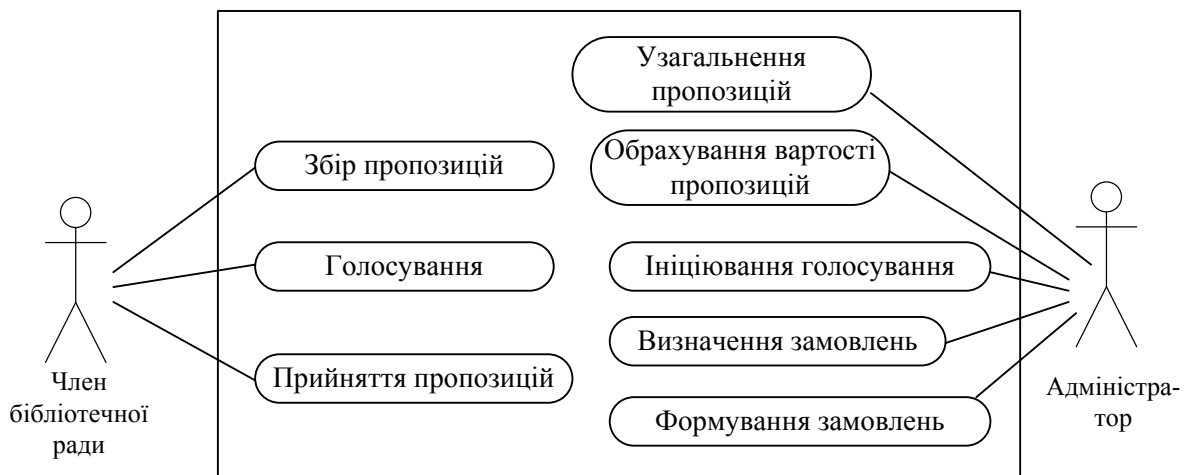 Узагальнення
пропозицій
Збір пропозицій
Обрахування вартості
пропозицій
Голосування
Ініціювання голосування
Визначення замовлень
Прийняття пропозицій
Формування замовлень
Член
бібліотечної
ради
Адміністра-
тор